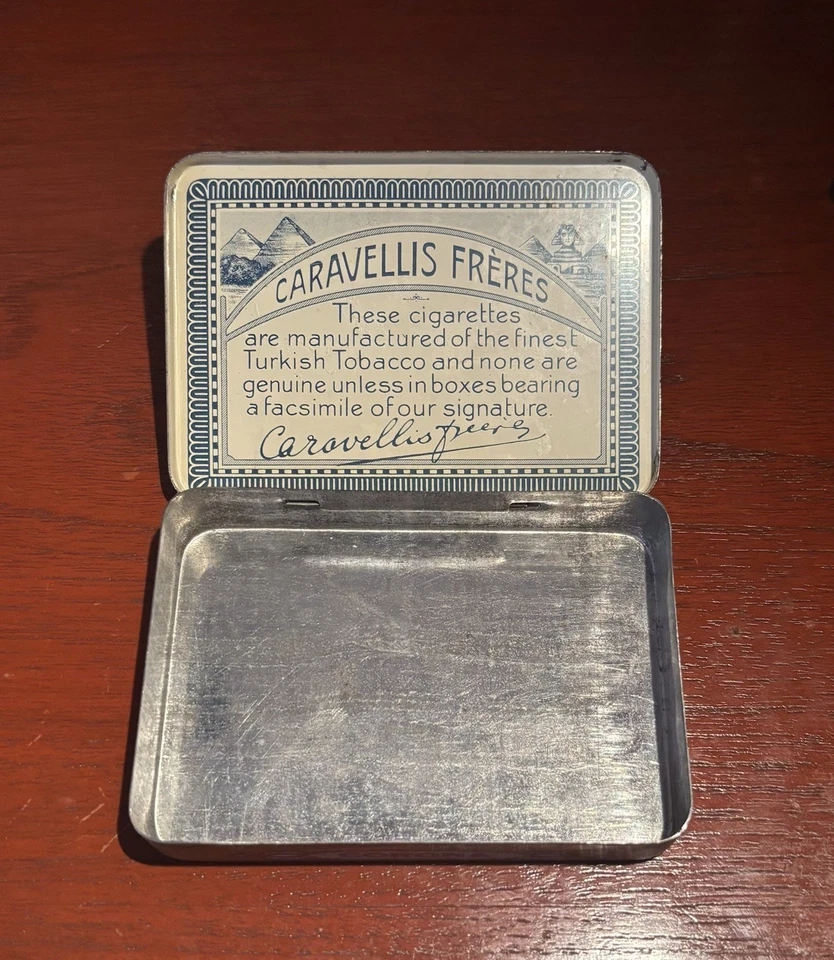 CARAVELLIS FRÈRES
These cigarettes
are manufactured of the finest
Turkish Tobacco and none are
genuine unless in boxes bearing
a facsimile of our signature.
Caravellis Frères